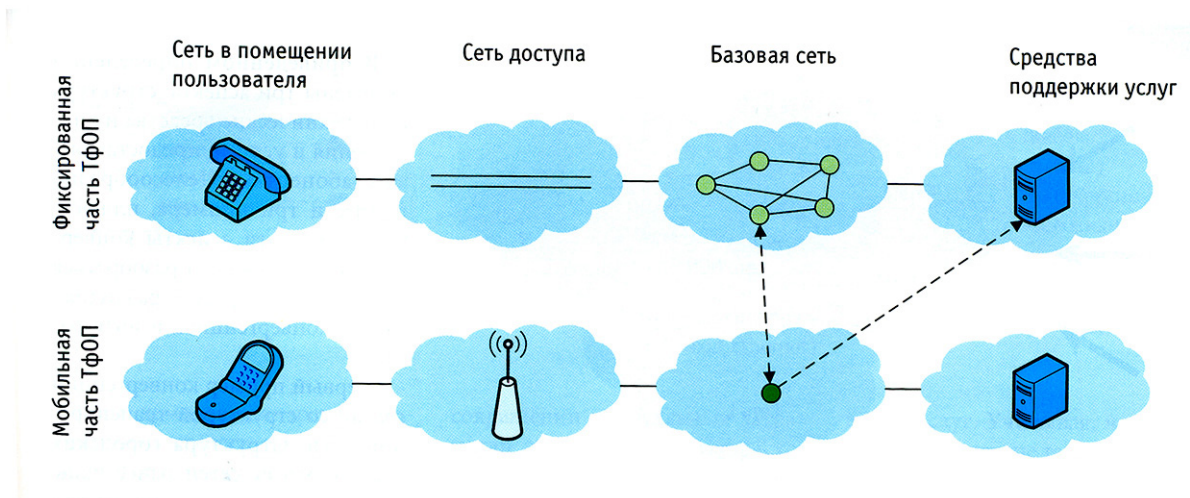 Сеть в помещении
пользователя
Сеть доступа
Базовая сеть
Средства
поддержки услуг
Фиксированная
часть ТфОП
Мобильная
часть ТфОП